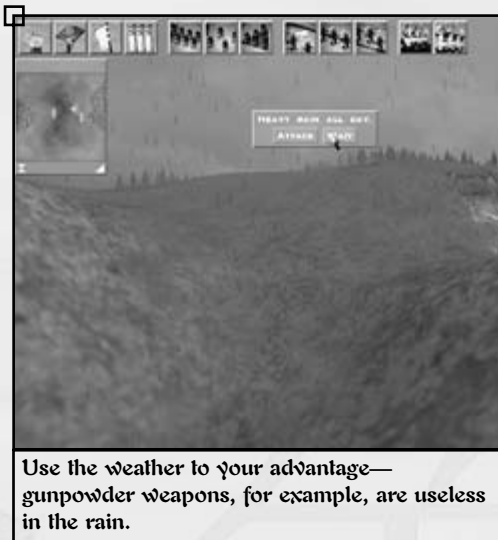 Heavy rain all day.
Attack Wait
Use the weather to your advantage—
gunpowder weapons, for example, are useless
in the rain.